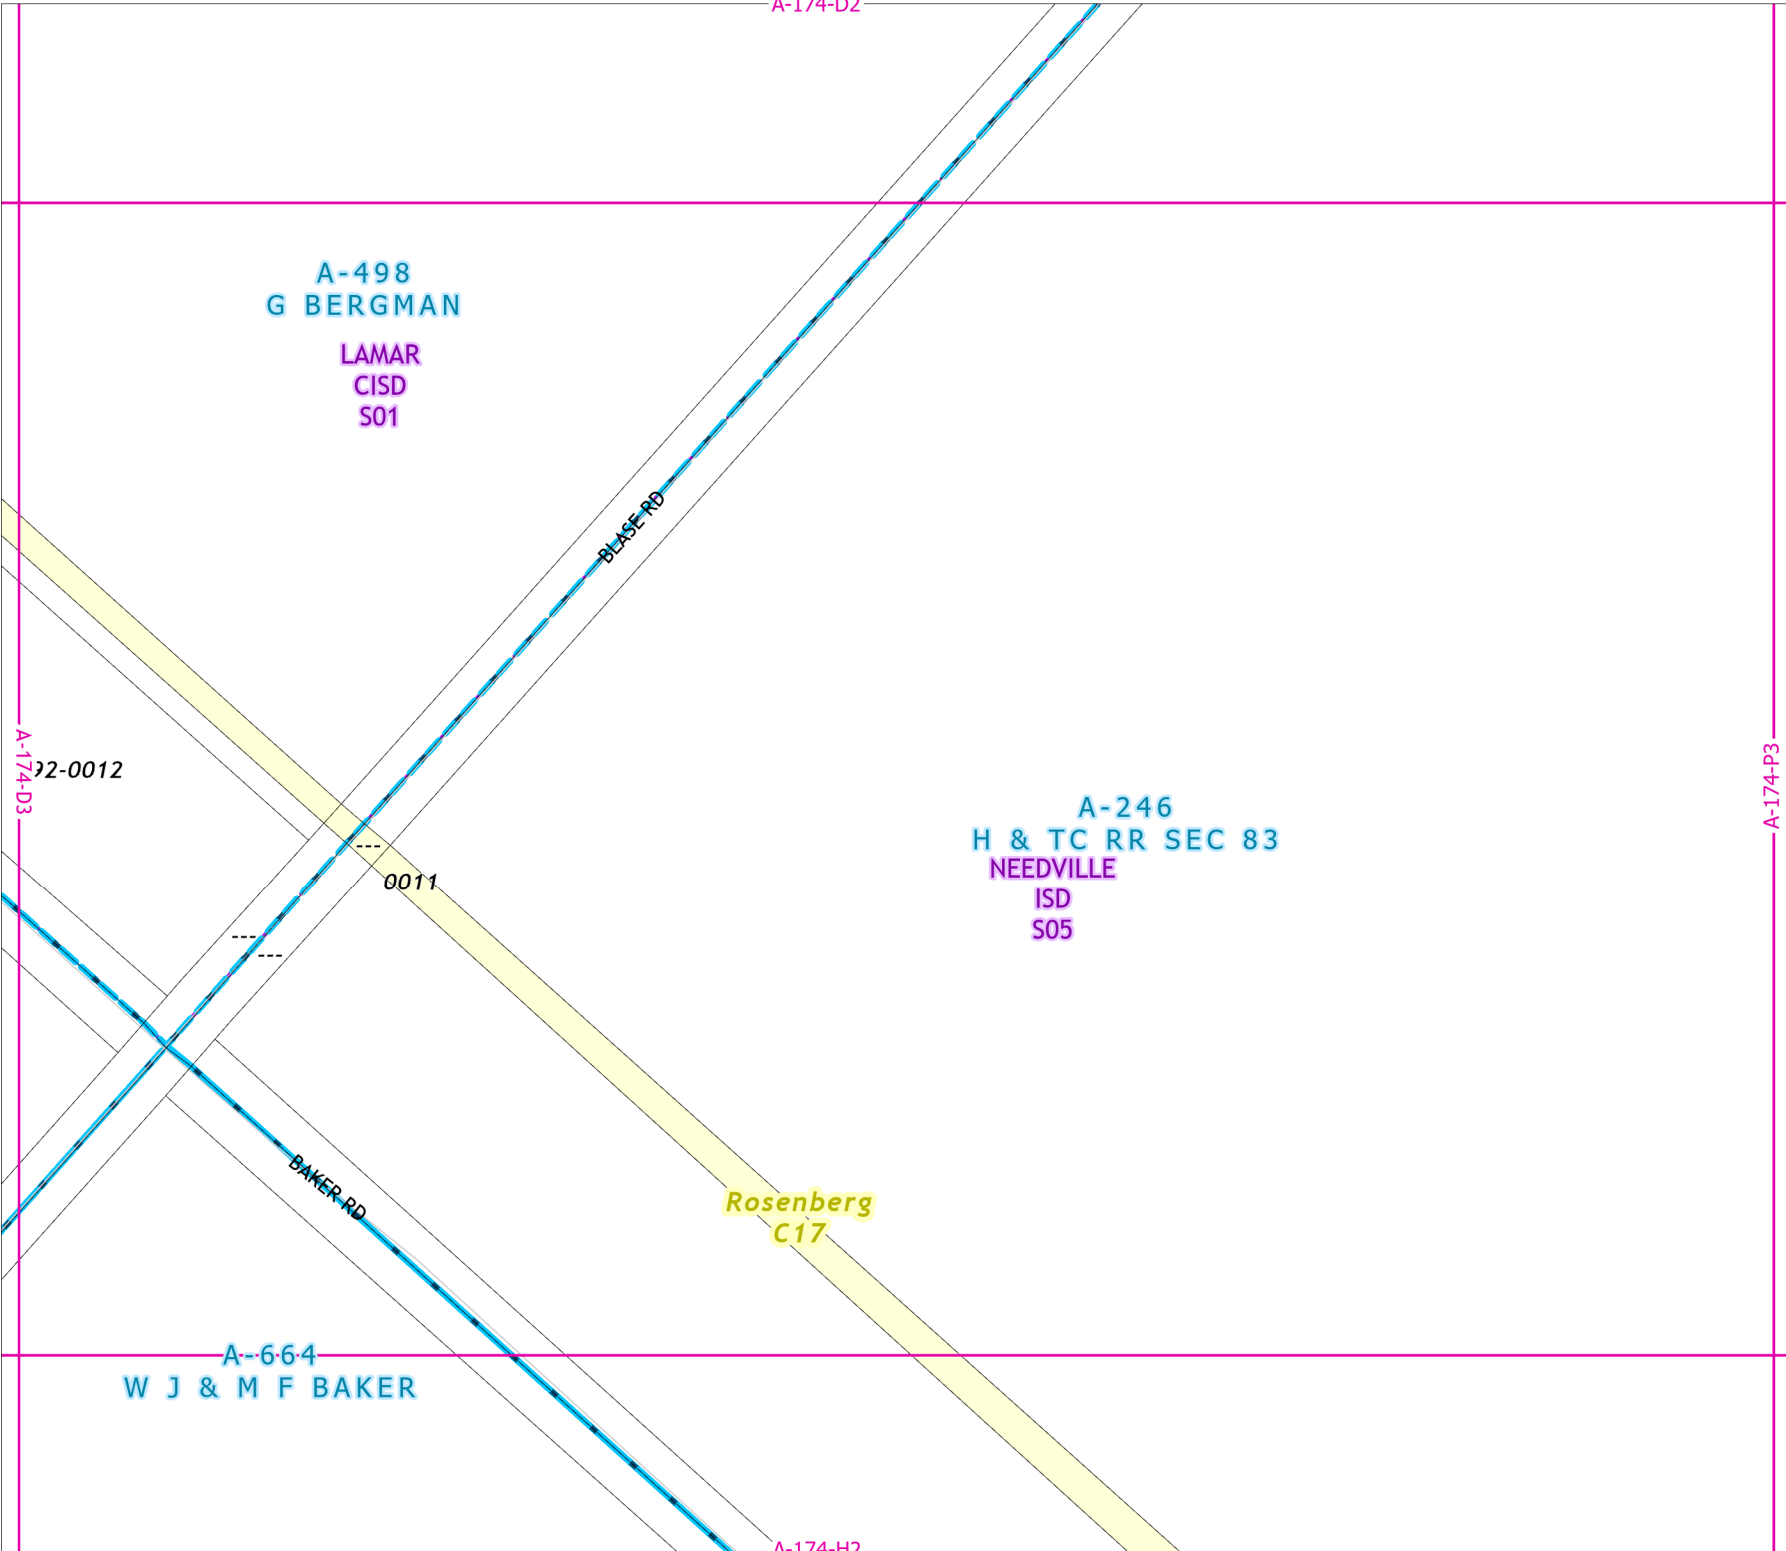 A-174-D2
A-498
G BERGMAN
LAMAR
CISD
S01
BLASE RD
A-174-D3
92-0012
A-174-P3
A-246
H & TC RR SEC 83
NEEDVILLE
ISD
S05
---
0011
---
---
BAKER RD
Rosenberg
C17
A-664
W J & M F BAKER
A-174-H2